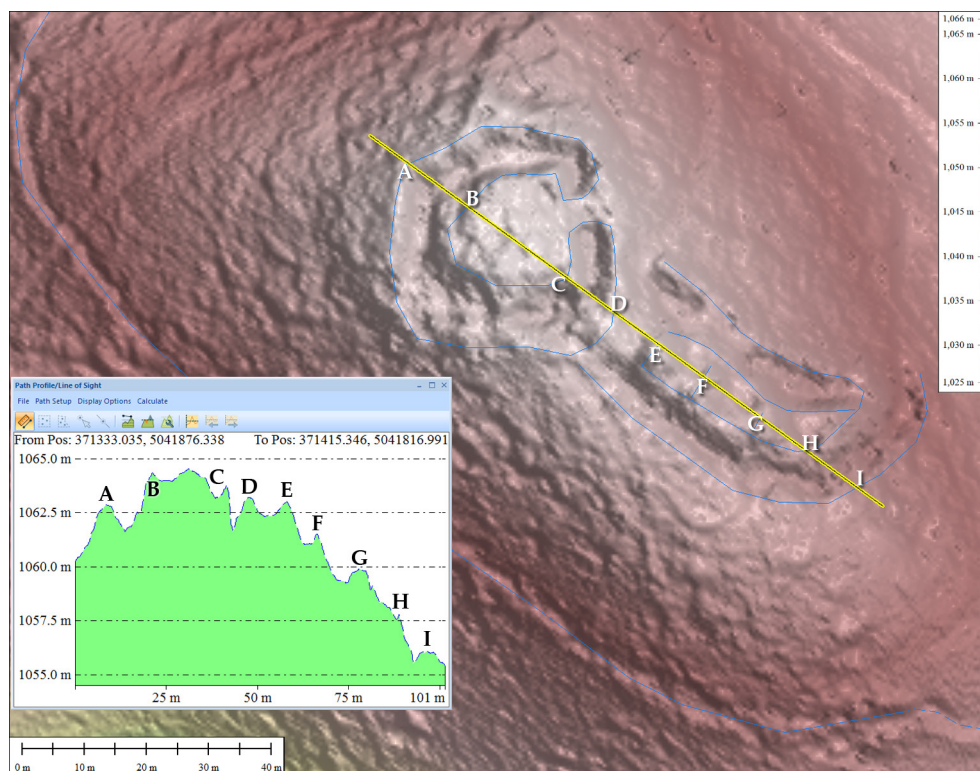 1,066 m
1,065 m
1,060 m
1,055 m
1,050 m
1,045 m
1,040 m
1,035 m
1,030 m
1,025 m
A
B
C
D
E
F
G
H
I
Path Profile/Line of Sight
File Path Setup Display Options Calculate
From Pos: 371333.035, 5041876.338 To Pos: 371415.346, 5041816.991
1065.0 m
1062.5 m
1060.0 m
1057.5 m
1055.0 m
A
B
C
D
E
F
G
H
I
25 m 50 m 75 m 101 m
0 m 10 m 20 m 30 m 40 m